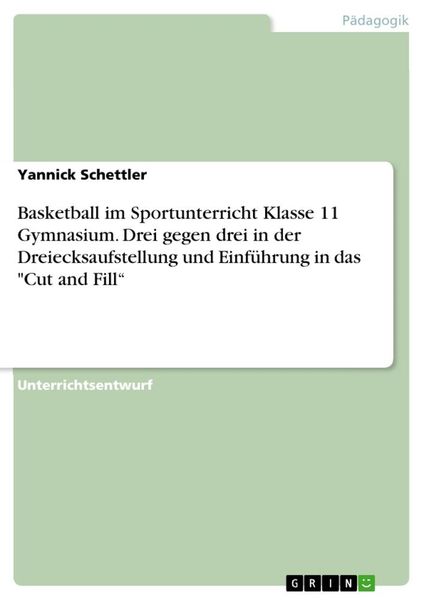 Pädagogik
Yannick Schettler
Basketball im Sportunterricht Klasse 11
Gymnasium. Drei gegen drei in der
Dreiecksaufstellung und Einführung in das
"Cut and Fill“
Unterrichtsentwurf
GRIN